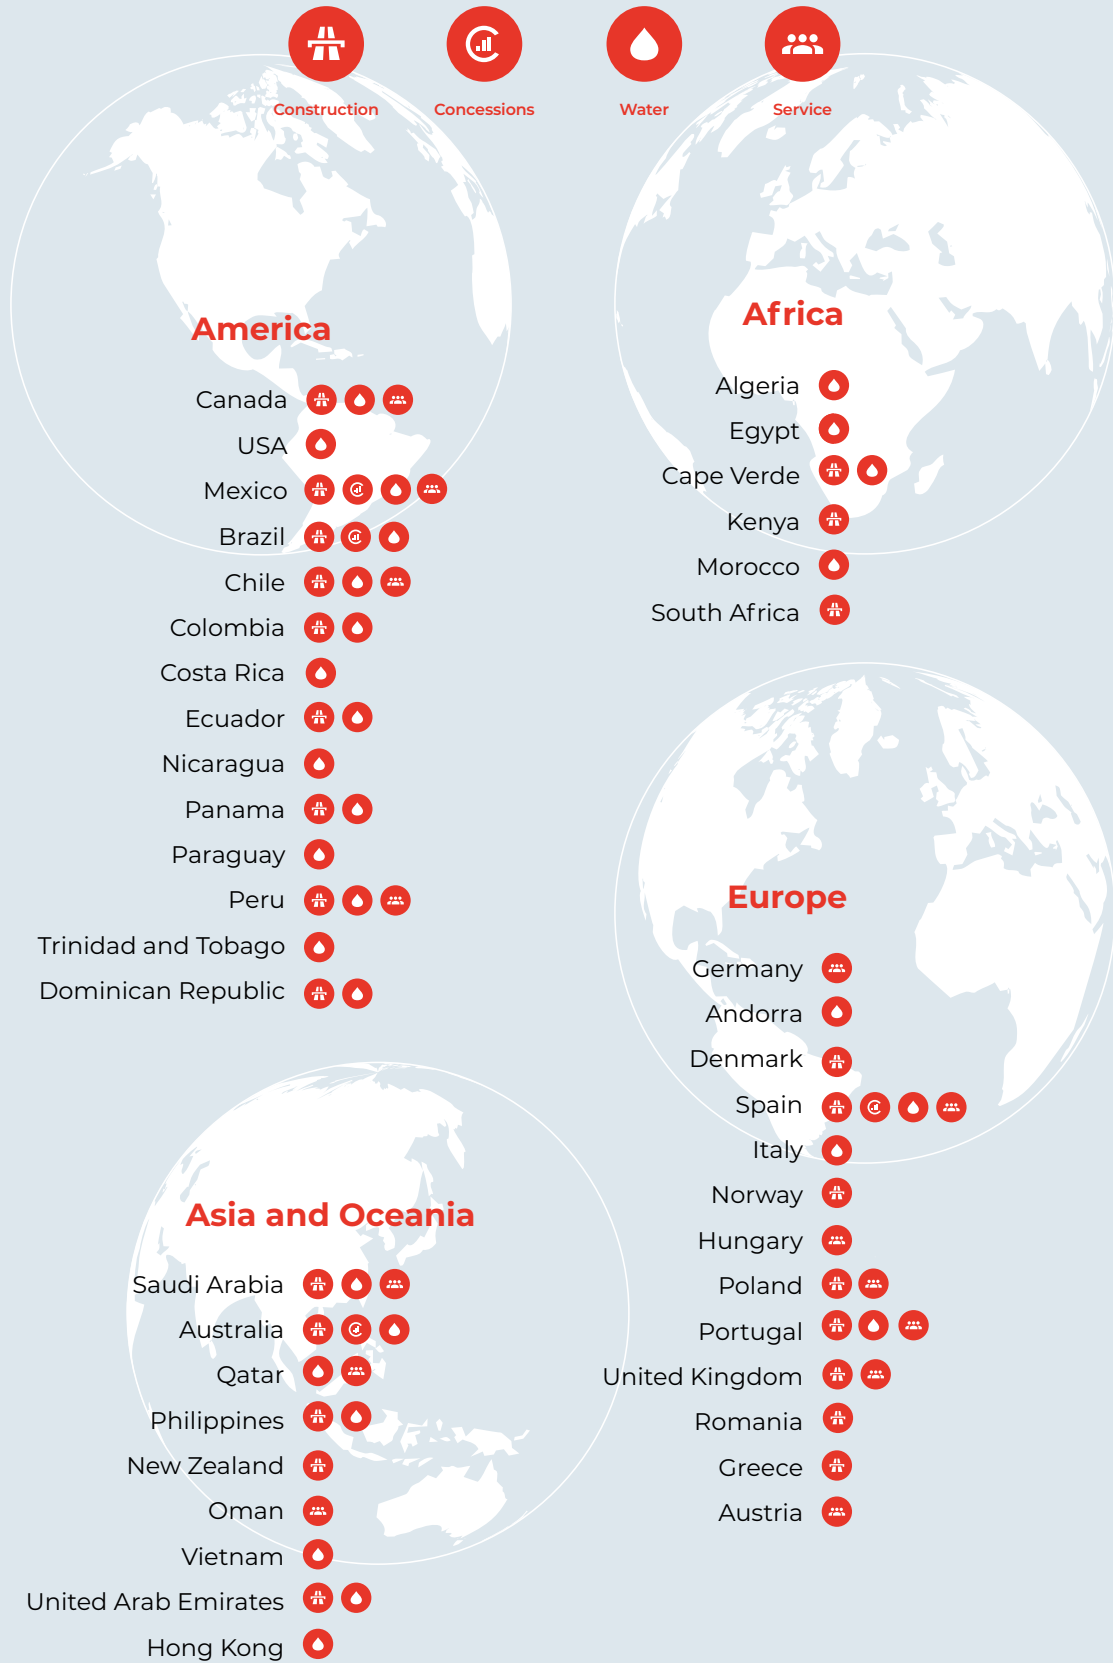 Construction
Concessions
Water
Service
America
Canada
USA
Mexico
Brazil
Chile
Colombia
Costa Rica
Ecuador
Nicaragua
Panama
Paraguay
Peru
Trinidad and Tobago
Dominican Republic
Africa
Algeria
Egypt
Cape Verde
Kenya
Morocco
South Africa
Europe
Germany
Andorra
Denmark
Spain
Italy
Norway
Hungary
Poland
Portugal
United Kingdom
Romania
Greece
Austria
Asia and Oceania
Saudi Arabia
Australia
Qatar
Philippines
New Zealand
Oman
Vietnam
United Arab Emirates
Hong Kong